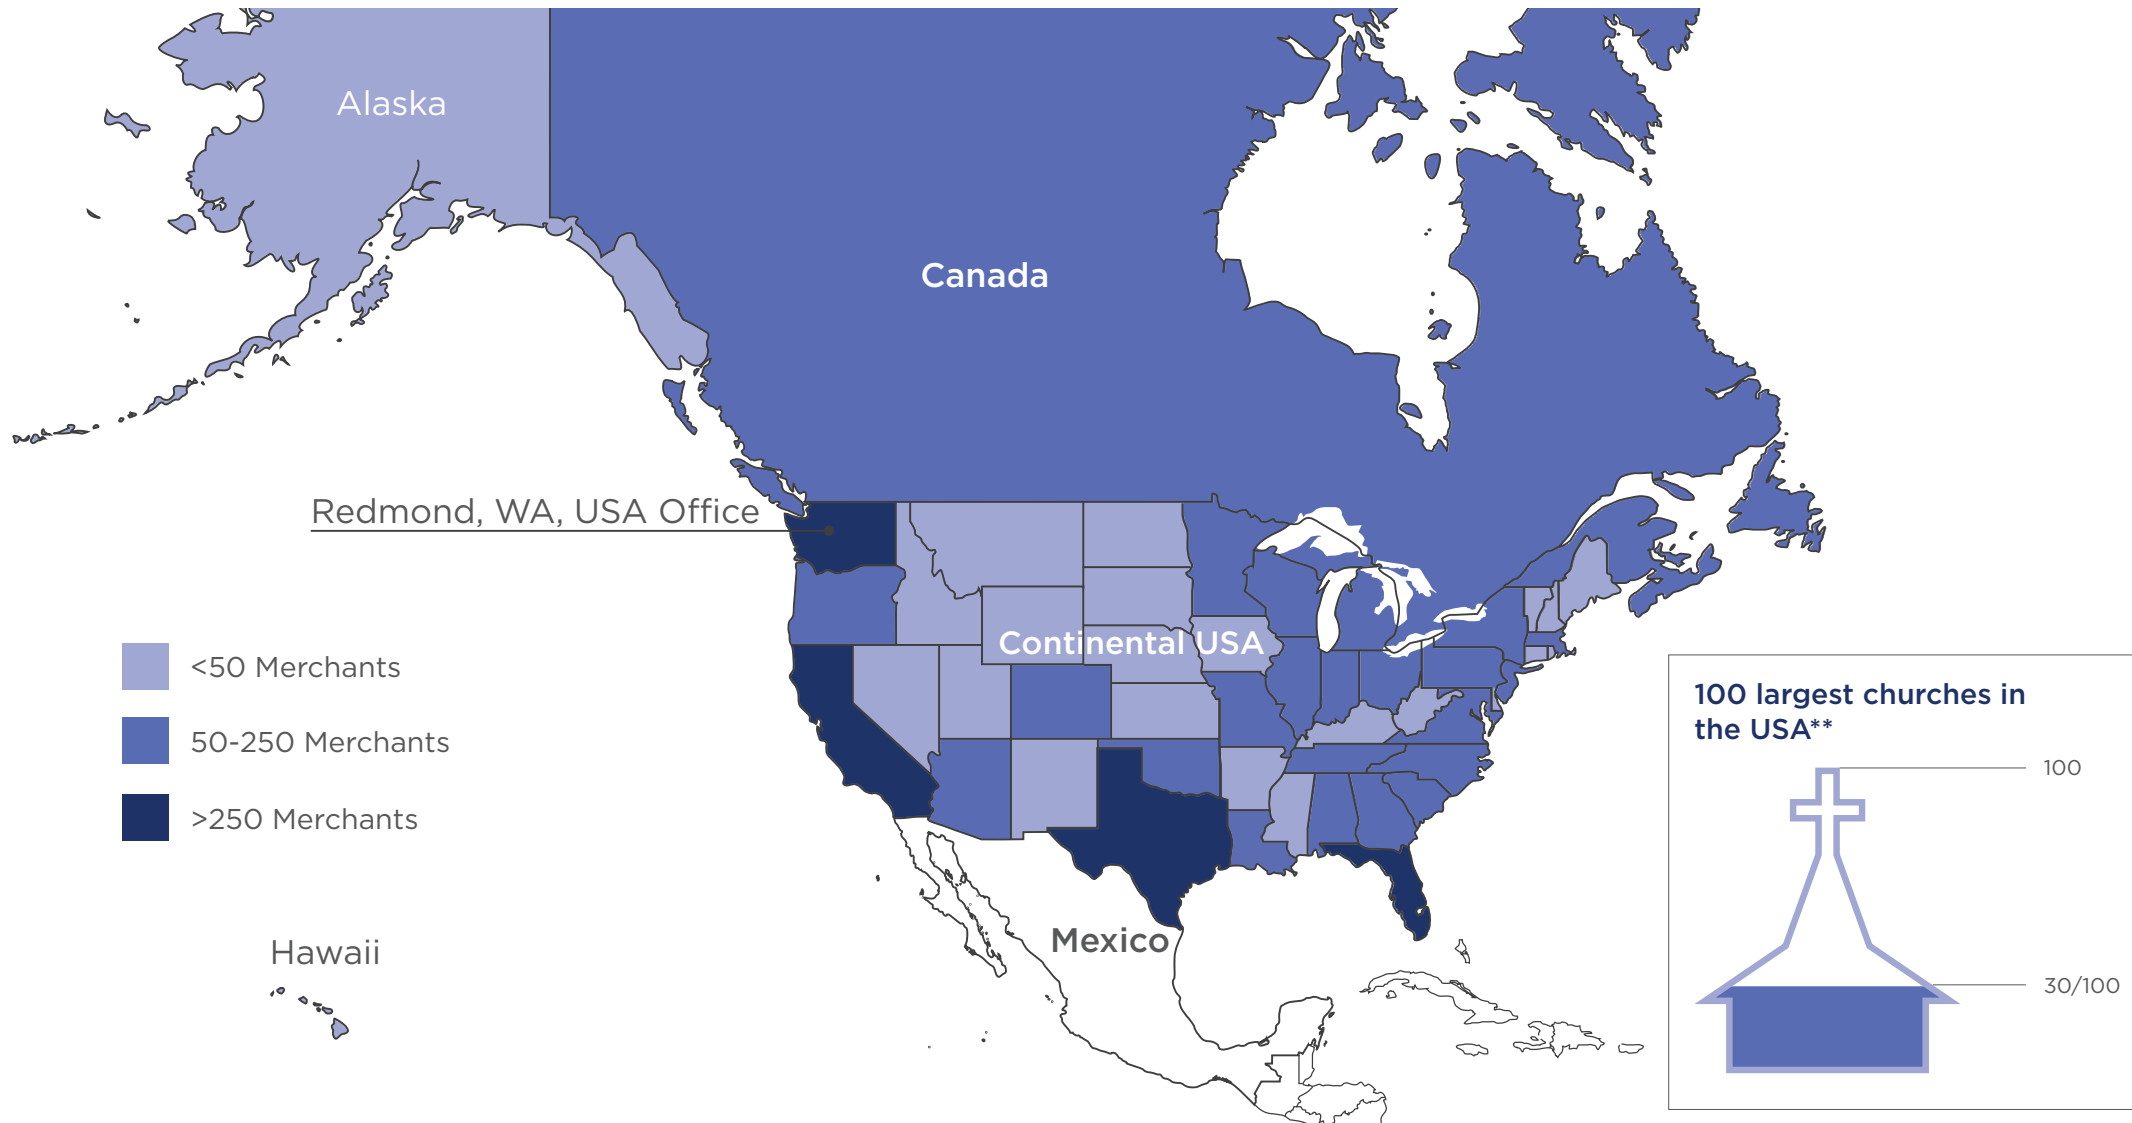 Alaska
Canada
Redmond, WA, USA Office
Continental USA
<50 Merchants
50-250 Merchants
>250 Merchants
Hawaii
Mexico
100 largest churches in
the USA**
100
30/100